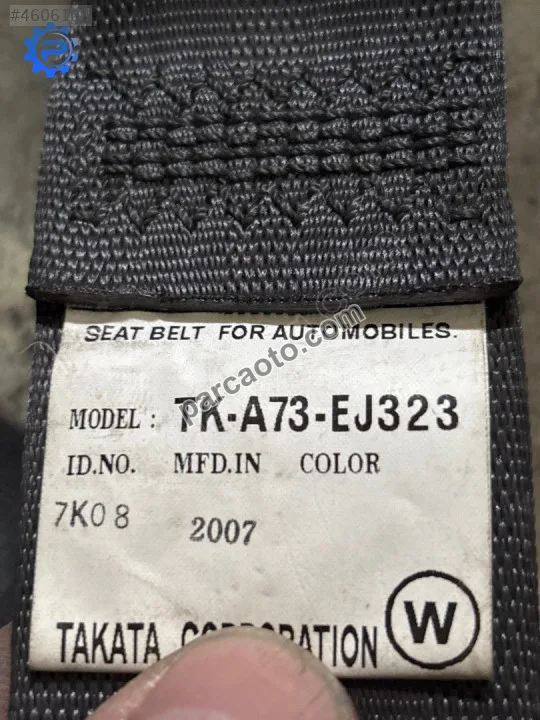 SEAT BELT FOR AUTOMOBILES.
MODEL : TK-A73-EJ323
ID.NO. MFD.IN COLOR
7K08 2007
TAKATA CORPORATION W
parcaoto.com